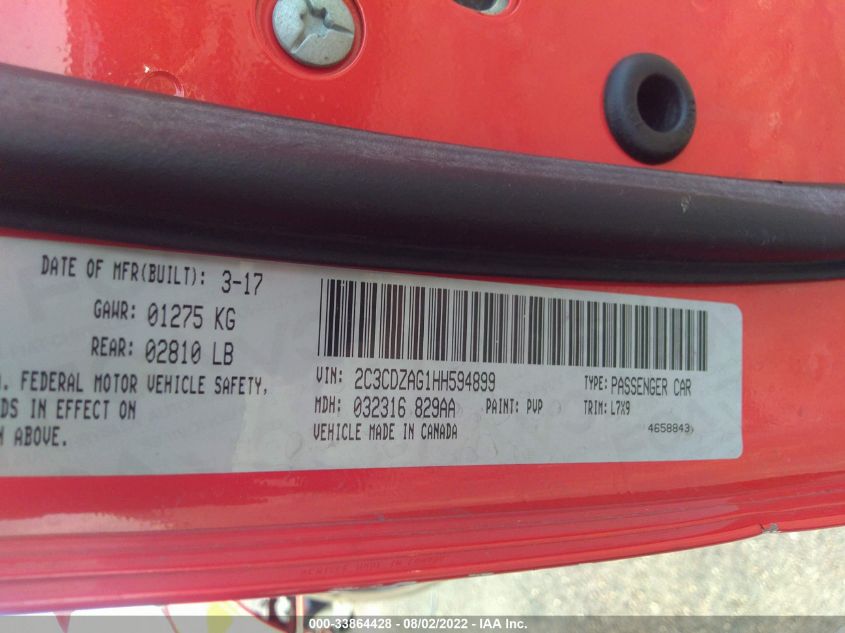 DATE OF MFR(BUILT): 3-17
GAWR: 01275 KG
REAR: 02810 LB
FEDERAL MOTOR VEHICLE SAFETY,
IN EFFECT ON
ABOVE.
VIN: 2C3CDZAG1HH594899
TYPE: PASSENGER CAR
MDH: 032316 829AA
PAINT: PVP
TRIM: L7X9
VEHICLE MADE IN CANADA
4658843
000-33864428 - 08/02/2022 - IAA Inc.